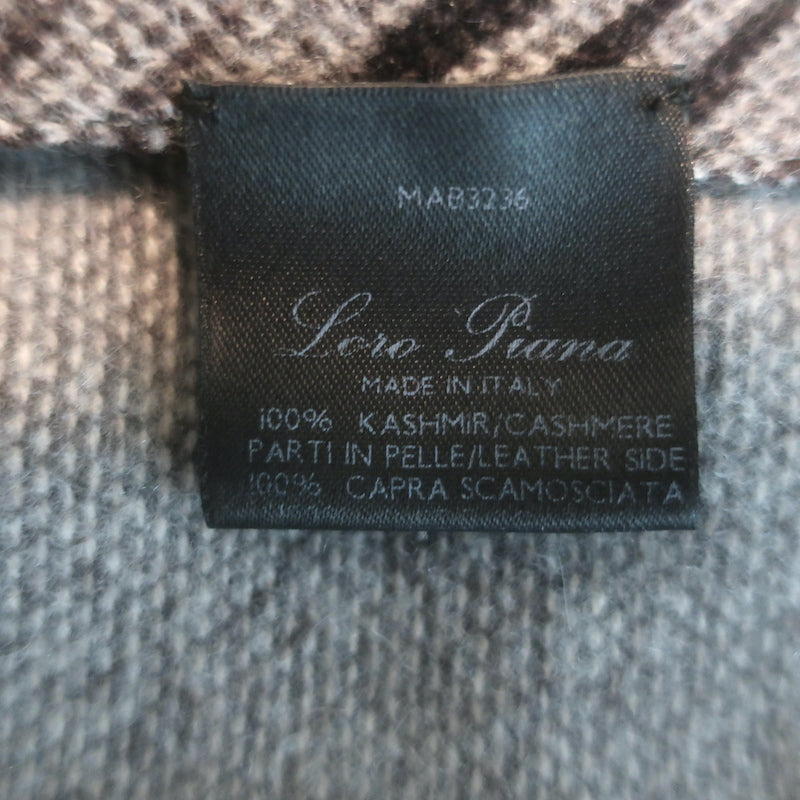 MAB3236
Loro Piana
MADE IN ITALY
100% KASHMIR/CASHMERE
PARTI IN PELLE/LEATHER SIDE
100% CAPRA SCAMOSCIATA